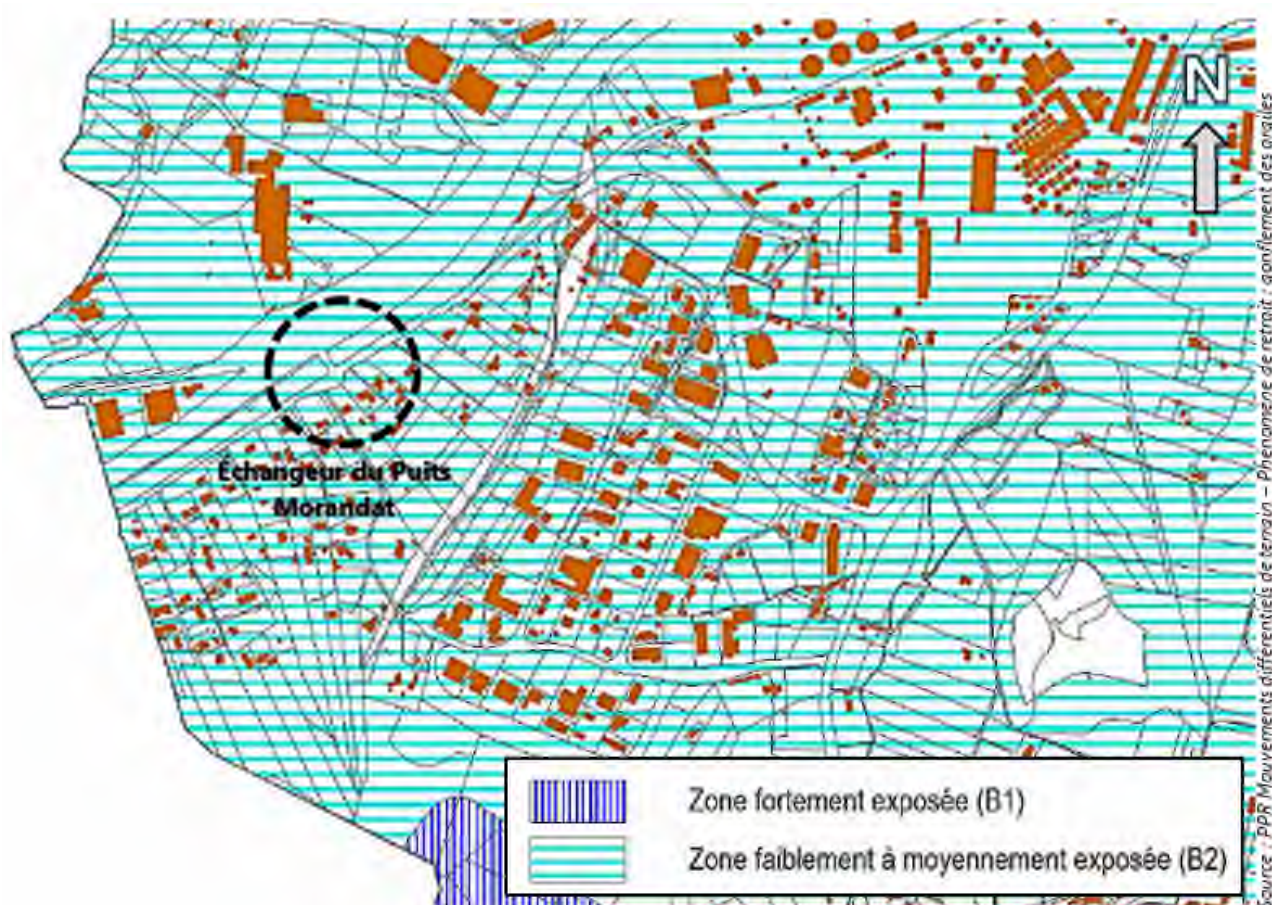 N
Échangeur du Puits
Morandat
Zone fortement exposée (B1)
Zone faiblement à moyennement exposée (B2)
Source : PPR Mouvements différentiels de terrain – Phénomène de retrait : gonflement des argiles